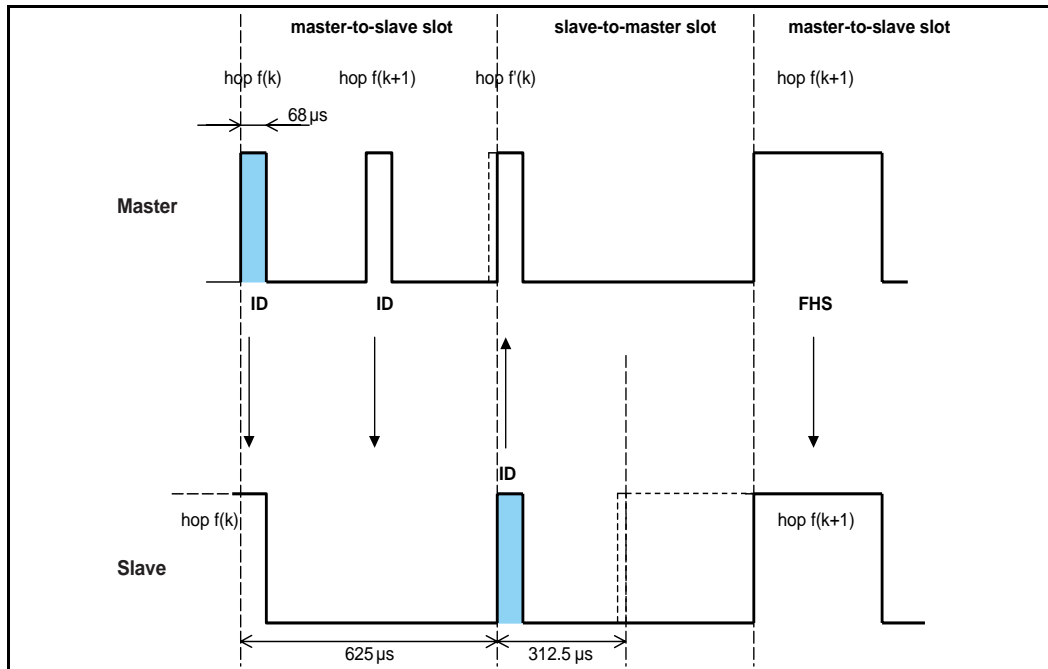 master-to-slave slot slave-to-master slot master-to-slave slot
hop f(k) hop f(k+1) hop f'(k) hop f(k+1)
68 µs
Master
ID ID FHS
ID
hop f(k) hop f(k+1)
Slave
625 µs 312.5 µs